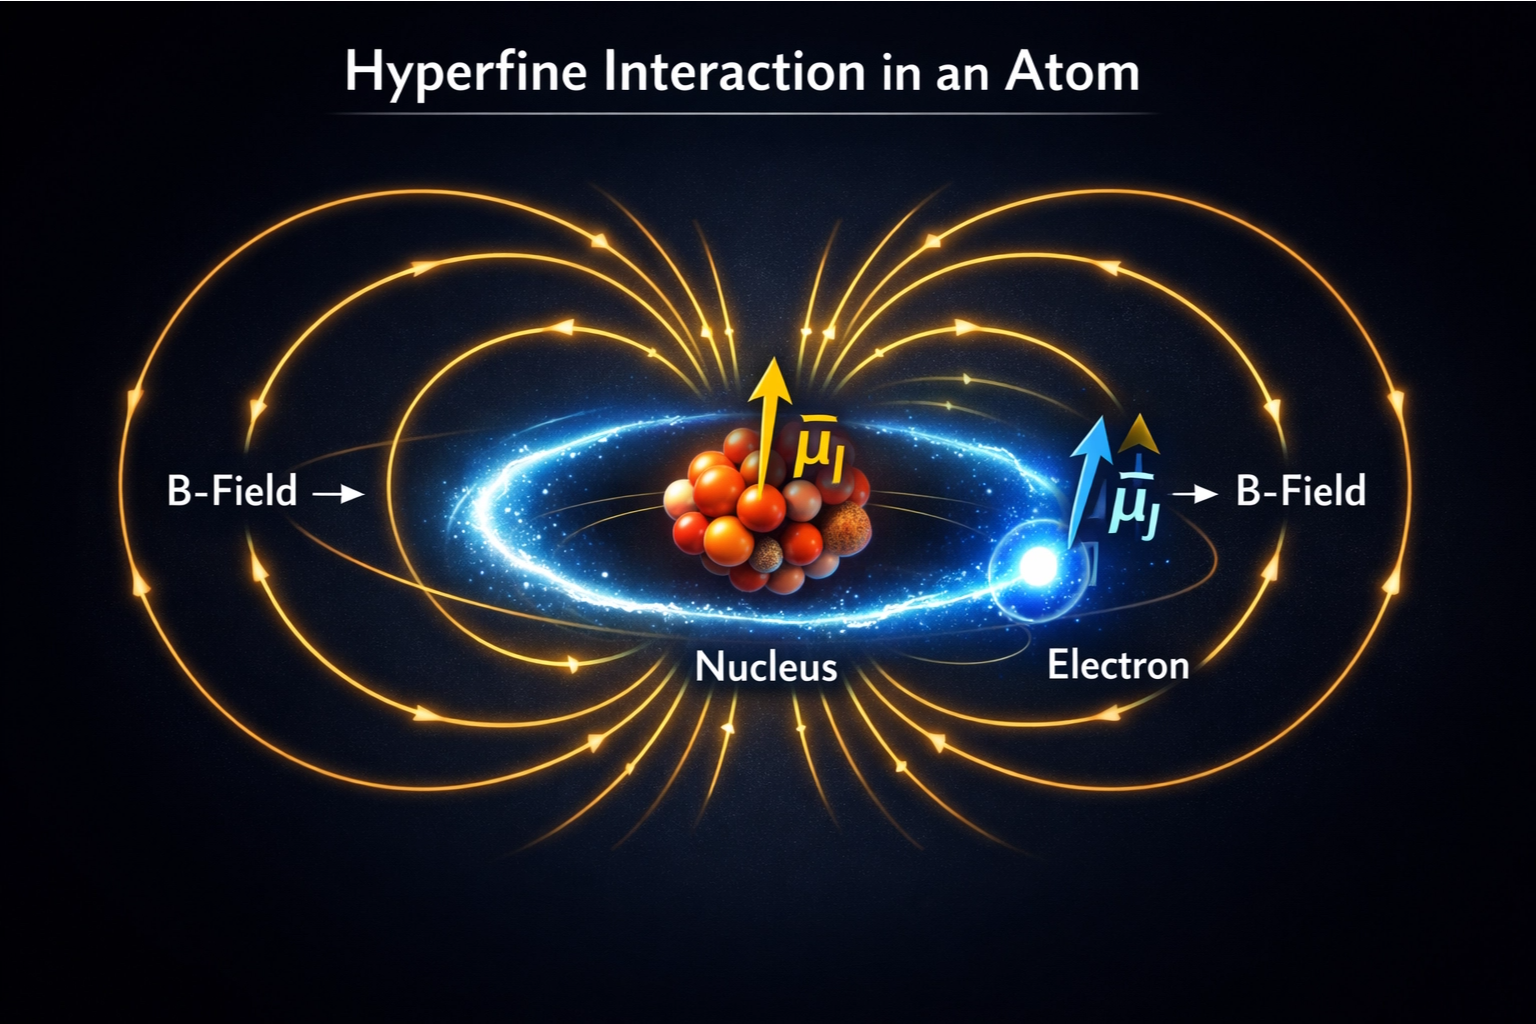 Hyperfine Interaction in an Atom
μ̅J
B-Field
μ̅J
B-Field
Nucleus
Electron